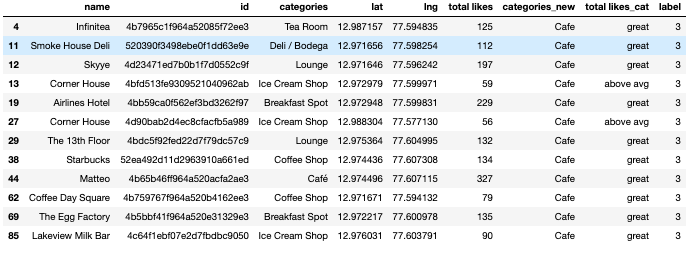 name id categories lat lng total likes categories_new total likes_cat label
4 Infinitea 4b7965c1f964a52085f72ee3 Tea Room 12.987157 77.594835 125 Cafe great 3
11 Smoke House Deli 520390f3498ebe0f1dd63e9e Deli / Bodega 12.971656 77.598254 112 Cafe great 3
12 Skyye 4d23471ed7b0b1f7d0552c9f Lounge 12.971646 77.596242 197 Cafe great 3
13 Corner House 4bfd513fe9309521040962ab Ice Cream Shop 12.972979 77.599971 59 Cafe above avg 3
19 Airlines Hotel 4bb59ca0f562ef3bd3262f97 Breakfast Spot 12.972948 77.599831 229 Cafe great 3
27 Corner House 4d90bab2d4ec8cfacfb5a989 Ice Cream Shop 12.988304 77.577130 56 Cafe above avg 3
29 The 13th Floor 4bdc5f92fed22d7f79dc57c9 Lounge 12.975364 77.604995 132 Cafe great 3
38 Starbucks 52ea492d11d2963910a661ed Coffee Shop 12.974436 77.607308 134 Cafe great 3
44 Matteo 4b65b46ff964a520acfa2ae3 Café 12.974496 77.607115 327 Cafe great 3
62 Coffee Day Square 4b759767f964a520b4162ee3 Coffee Shop 12.971671 77.594132 79 Cafe great 3
69 The Egg Factory 4b5bbf41f964a520e31329e3 Breakfast Spot 12.972217 77.600978 135 Cafe great 3
85 Lakeview Milk Bar 4c64f1ebf07e2d7fbdbc9050 Ice Cream Shop 12.976031 77.603791 90 Cafe great 3